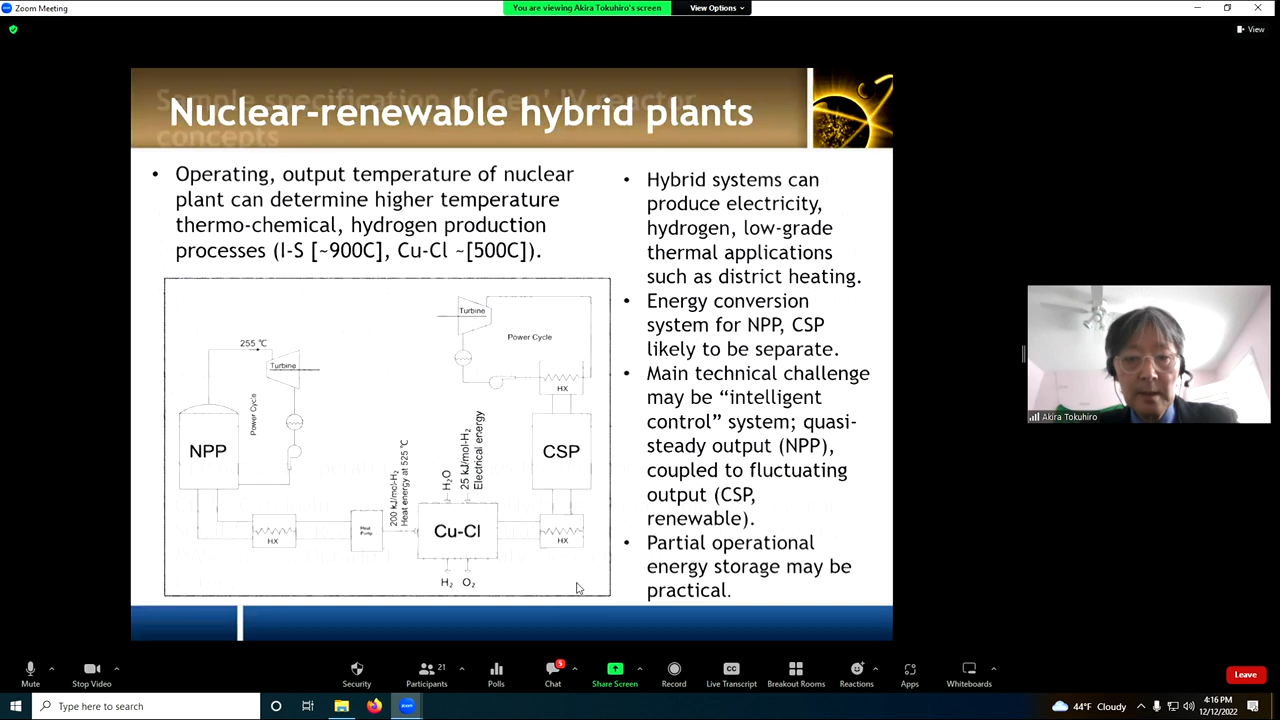 Zoom Meeting
You are viewing Akira Tokuhiro's screen
View Options
View
Sample specifications of Gen' IV reactor
concepts
Nuclear-renewable hybrid plants
• Operating, output temperature of nuclear
plant can determine higher temperature
thermo-chemical, hydrogen production
processes (I-S [~900C], Cu-Cl ~[500C]).
255 ℃
Turbine
Power Cycle
NPP
HX
Heat
Pump
200 kJ/mol-H₂
Heat energy at 525 ℃
H₂O
25 kJ/mol-H₂
Electrical energy
Cu-Cl
H₂ O₂
Turbine
Power Cycle
HX
CSP
HX
• Hybrid systems can
produce electricity,
hydrogen, low-grade
thermal applications
such as district heating.
• Energy conversion
system for NPP, CSP
likely to be separate.
• Main technical challenge
may be “intelligent
control” system; quasi-
steady output (NPP),
coupled to fluctuating
output (CSP,
renewable).
• Partial operational
energy storage may be
practical.
Akira Tokuhiro
Mute
Stop Video
Security
Participants 21
Polls
Chat 5
Share Screen
Record
CC
Live Transcript
Breakout Rooms
Reactions
Apps
Whiteboards
Leave
Type here to search
44°F Cloudy
4:16 PM
12/12/2022